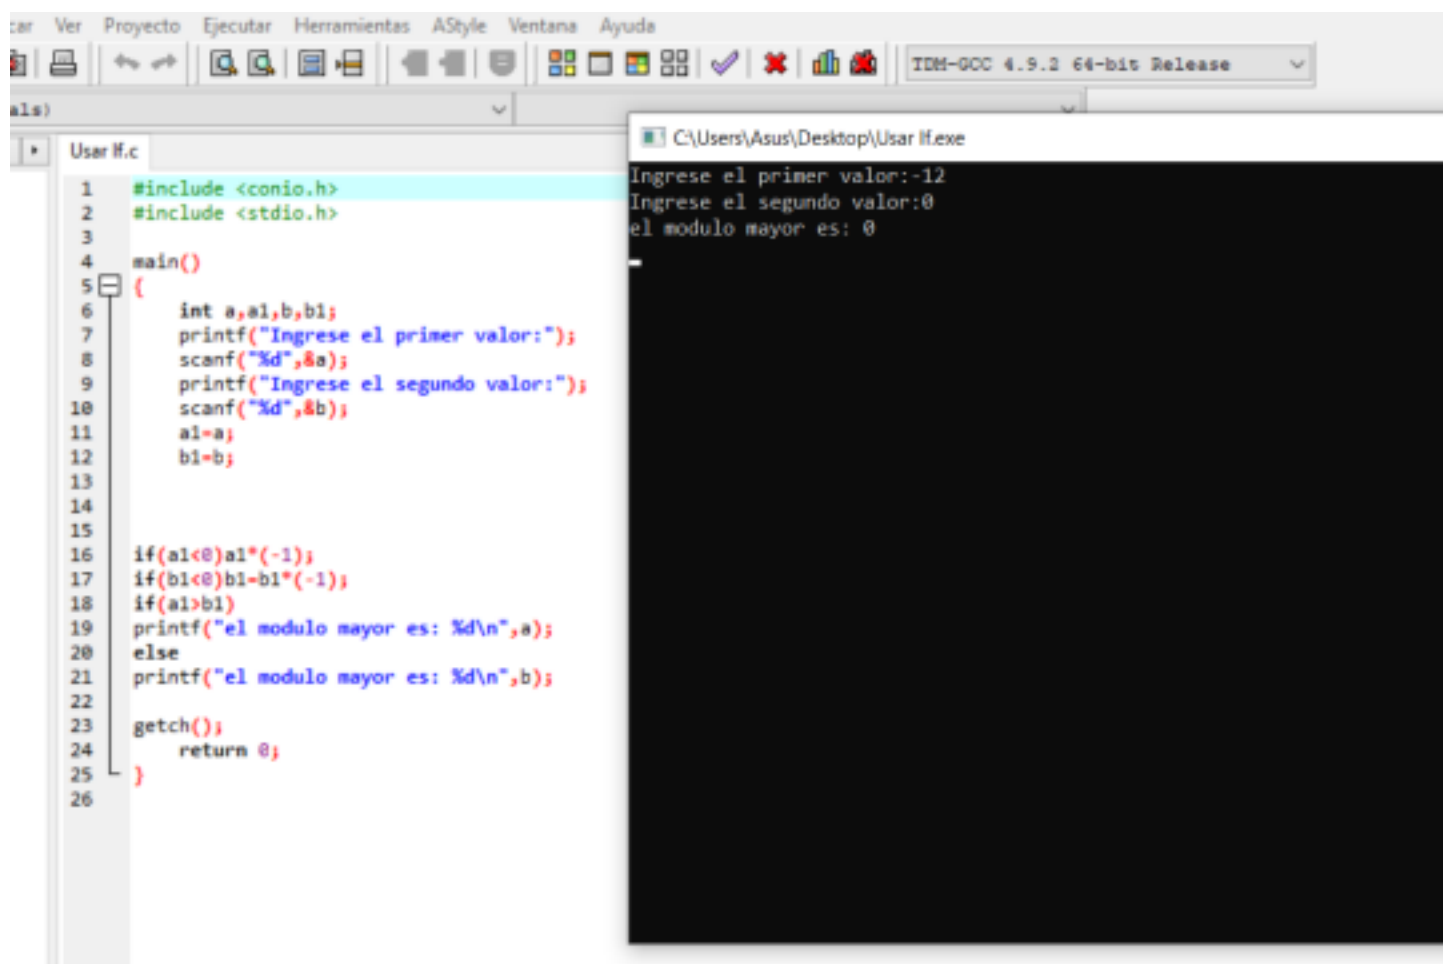 car Ver Proyecto Ejecutar Herramientas AStyle Ventana Ayuda
TDM-GCC 4.9.2 64-bit Release
als)
Usar If.c
1 #include <conio.h>
2 #include <stdio.h>
3
4 main()
5 {
6 int a,a1,b,b1;
7 printf("Ingrese el primer valor:");
8 scanf("%d",&a);
9 printf("Ingrese el segundo valor:");
10 scanf("%d",&b);
11 a1=a;
12 b1=b;
13
14
15
16 if(a1<0)a1*(-1);
17 if(b1<0)b1=b1*(-1);
18 if(a1>b1)
19 printf("el modulo mayor es: %d\n",a);
20 else
21 printf("el modulo mayor es: %d\n",b);
22
23 getch();
24 return 0;
25 }
26
C:\Users\Asus\Desktop\Usar If.exe
Ingrese el primer valor:-12
Ingrese el segundo valor:0
el modulo mayor es: 0